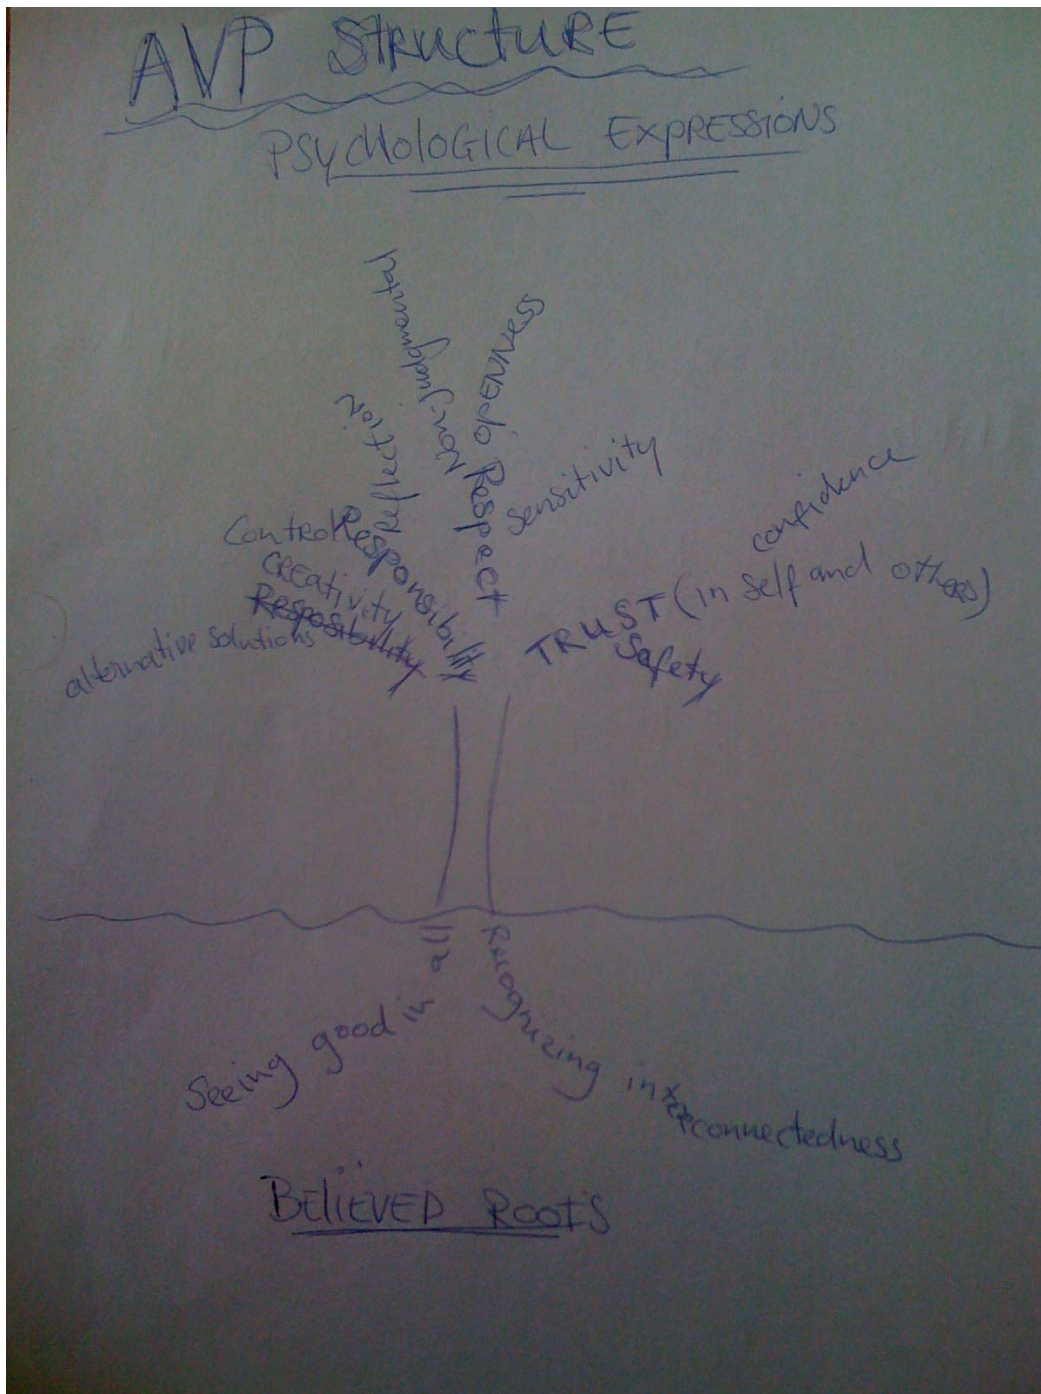 AVP StRuctuRE
PSYCHOLOGICAL EXPRESSIONS
Non-judgmental
OPENNESS
Reflection
Respect
sensitivity
confidence
Control
Responsibility
CREativity
Resposibility
alternative solutions
TRUST (in self and others)
Safety
Seeing good in all
Recognizing interconnectedness
BELIEVED ROOTS